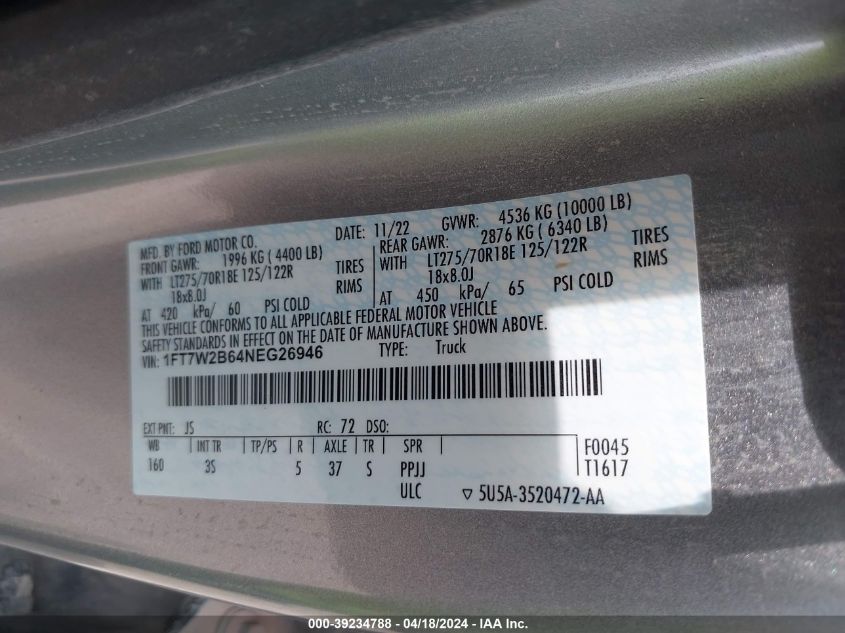 MFD. BY FORD MOTOR CO.
DATE: 11/22 GVWR: 4536 KG (10000 LB)
FRONT GAWR: 1996 KG ( 4400 LB)
WITH LT275/70R18E 125/122R TIRES
18x8.0J RIMS
AT 420 kPa/ 60 PSI COLD
REAR GAWR: 2876 KG ( 6340 LB)
WITH LT275/70R18E 125/122R TIRES
18x8.0J RIMS
AT 450 kPa/ 65 PSI COLD
THIS VEHICLE CONFORMS TO ALL APPLICABLE FEDERAL MOTOR VEHICLE
SAFETY STANDARDS IN EFFECT ON THE DATE OF MANUFACTURE SHOWN ABOVE.
VIN: 1FT7W2B64NEG26946 TYPE: Truck
EXT PNT: JS RC: 72 DSO:
WB INT TR TP/PS R AXLE TR SPR F0045
160 3S 5 37 S PPJJ T1617
ULC ▽ 5U5A-3520472-AA
000-39234788 - 04/18/2024 - IAA Inc.